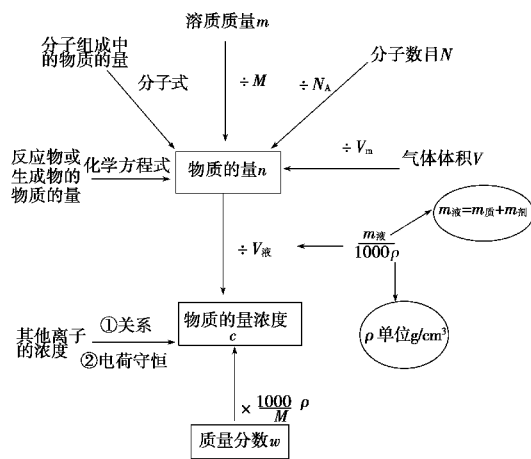 溶质质量m
分子组成中
的物质的量
分子式
÷M
÷N_A
分子数目N
反应物或
生成物的
物质的量
化学方程式
物质的量n
÷V_m
气体体积V
÷V液
m液
1000ρ
m液=m质+m剂
ρ单位g/cm³
其他离子
的浓度
①关系
②电荷守恒
物质的量浓度
c
× 1000/M ρ
质量分数w